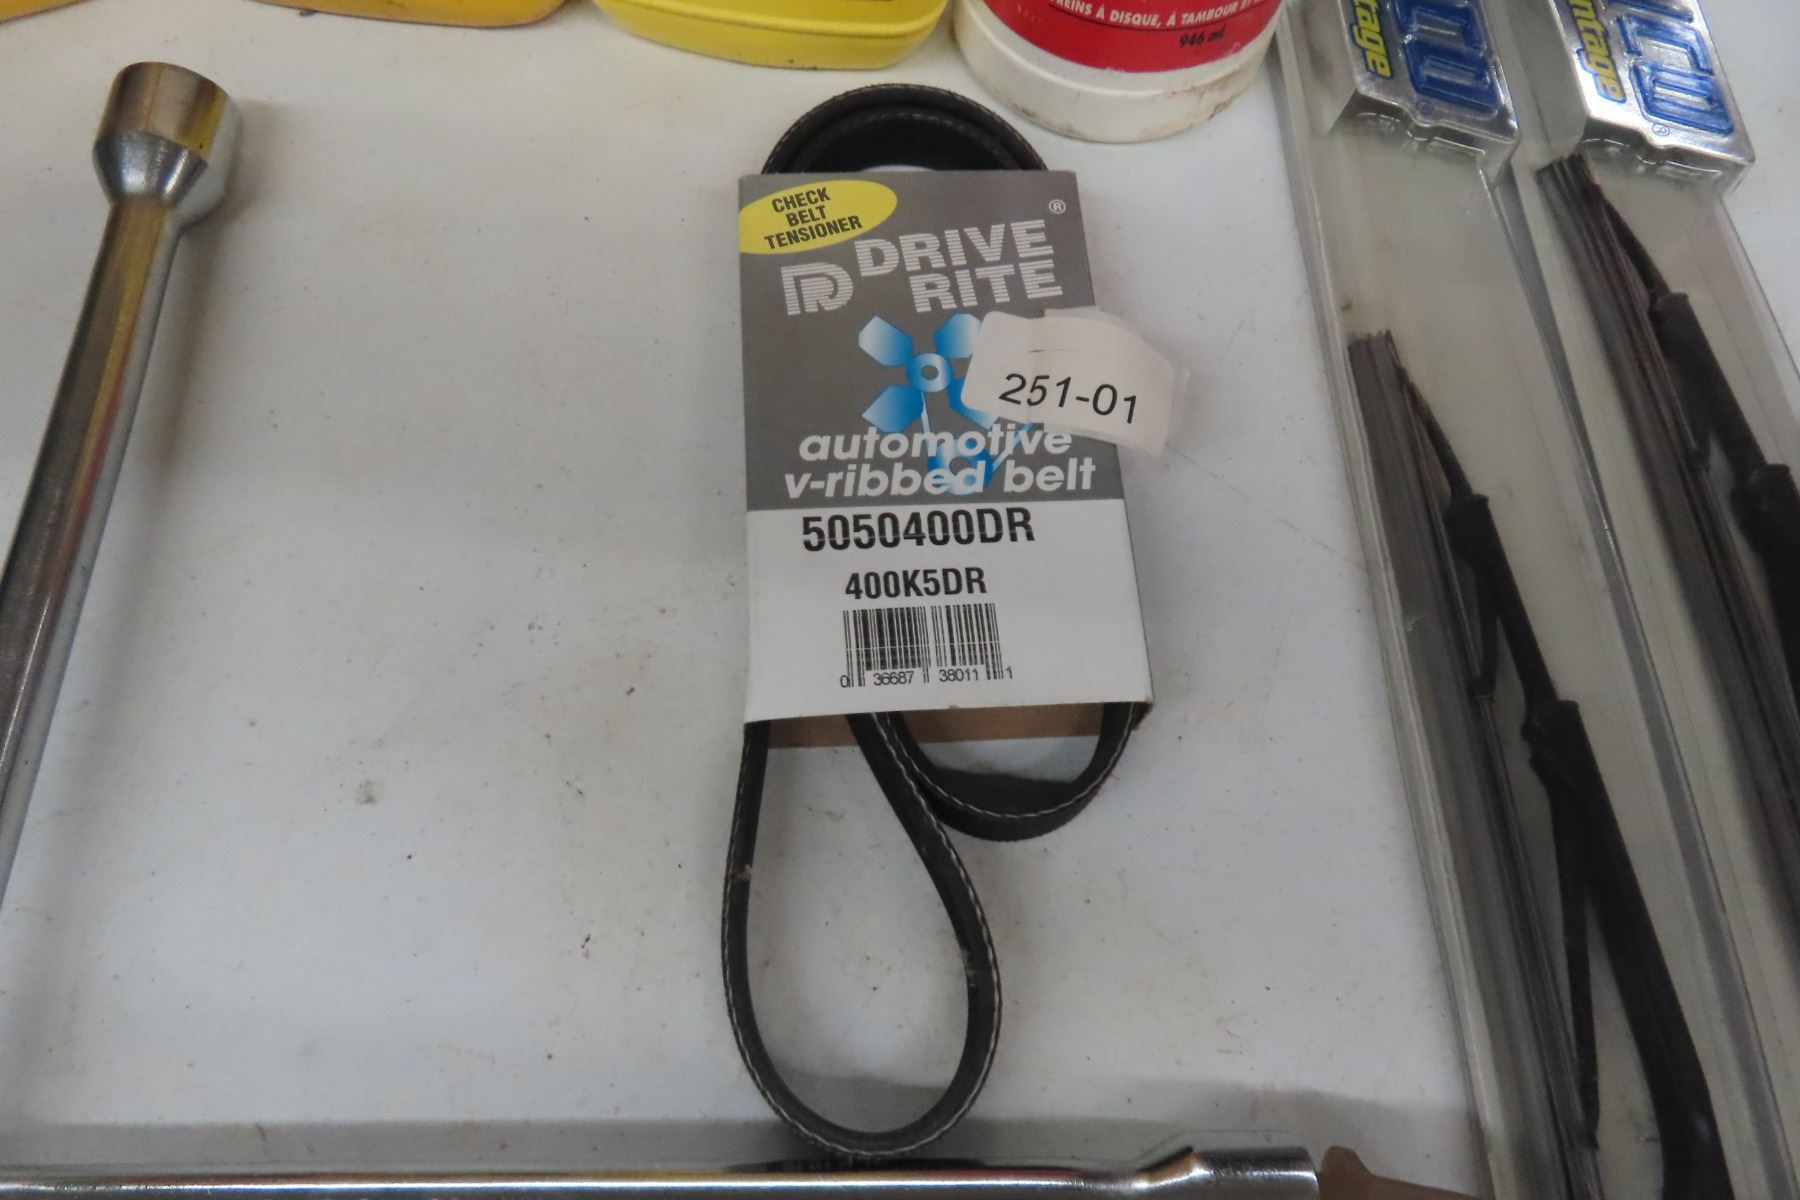 FREINS À DISQUE, À TAMBOUR ET
946 ml
ntage
CHECK
BELT
TENSIONER
DRIVE ®
RITE
251-01
automotive
v-ribbed belt
5050400DR
400K5DR
0 36687 38011 1